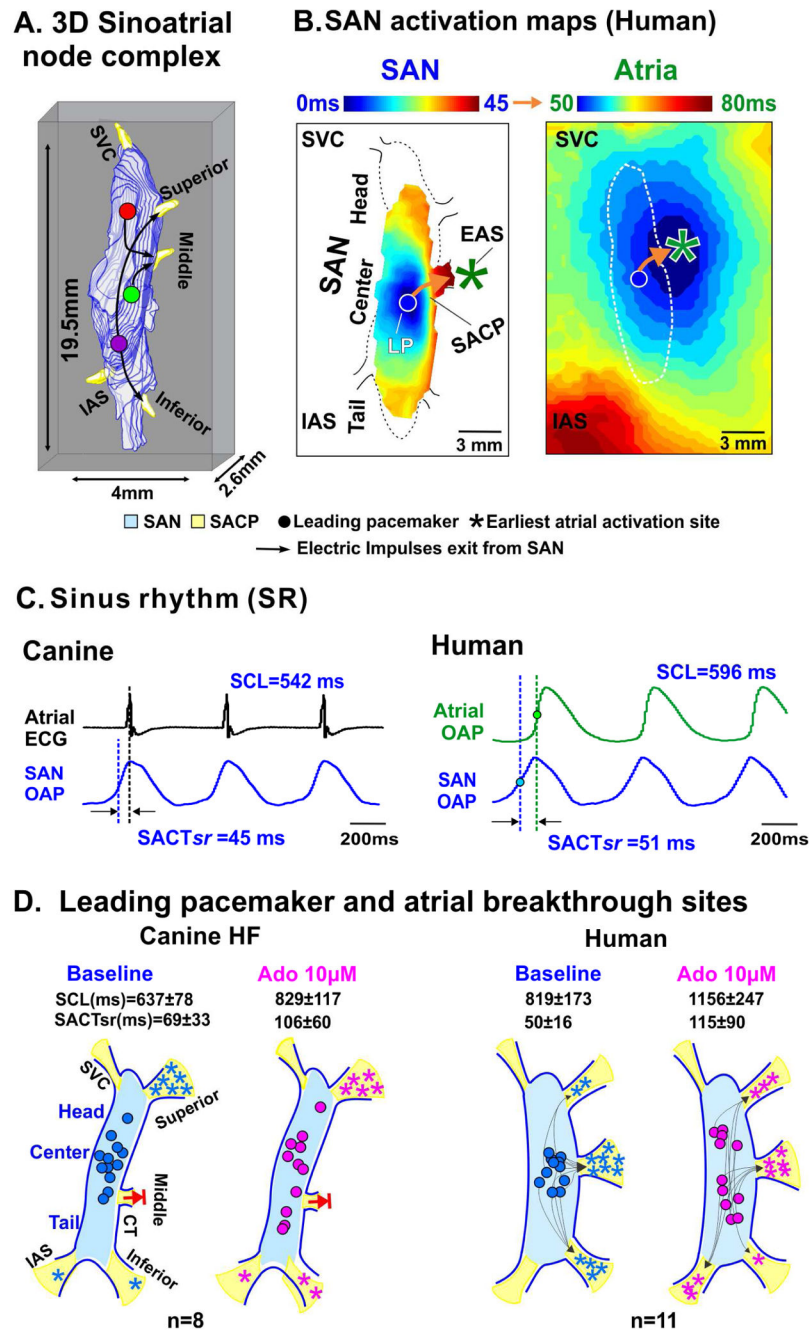 A. 3D Sinoatrial
node complex
SVC
Superior
Middle
19.5mm
IAS
Inferior
4mm
2.6mm
B. SAN activation maps (Human)
SAN
Atria
0ms
45
50
80ms
SVC
Head
SAN
Center
EAS
LP
SACP
IAS
Tail
3 mm
SVC
IAS
3 mm
SAN
SACP
Leading pacemaker
Earliest atrial activation site
Electric Impulses exit from SAN
C. Sinus rhythm (SR)
Canine
SCL=542 ms
Atrial
ECG
SAN
OAP
SACTsr =45 ms
200ms
Human
SCL=596 ms
Atrial
OAP
SAN
OAP
SACTsr =51 ms
200ms
D. Leading pacemaker and atrial breakthrough sites
Canine HF
Human
Baseline
Ado 10µM
Baseline
Ado 10µM
SCL(ms)=637±78
829±117
819±173
1156±247
SACTsr(ms)=69±33
106±60
50±16
115±90
SVC
Superior
Head
Center
Middle
Tail
CT
IAS
Inferior
n=8
n=11